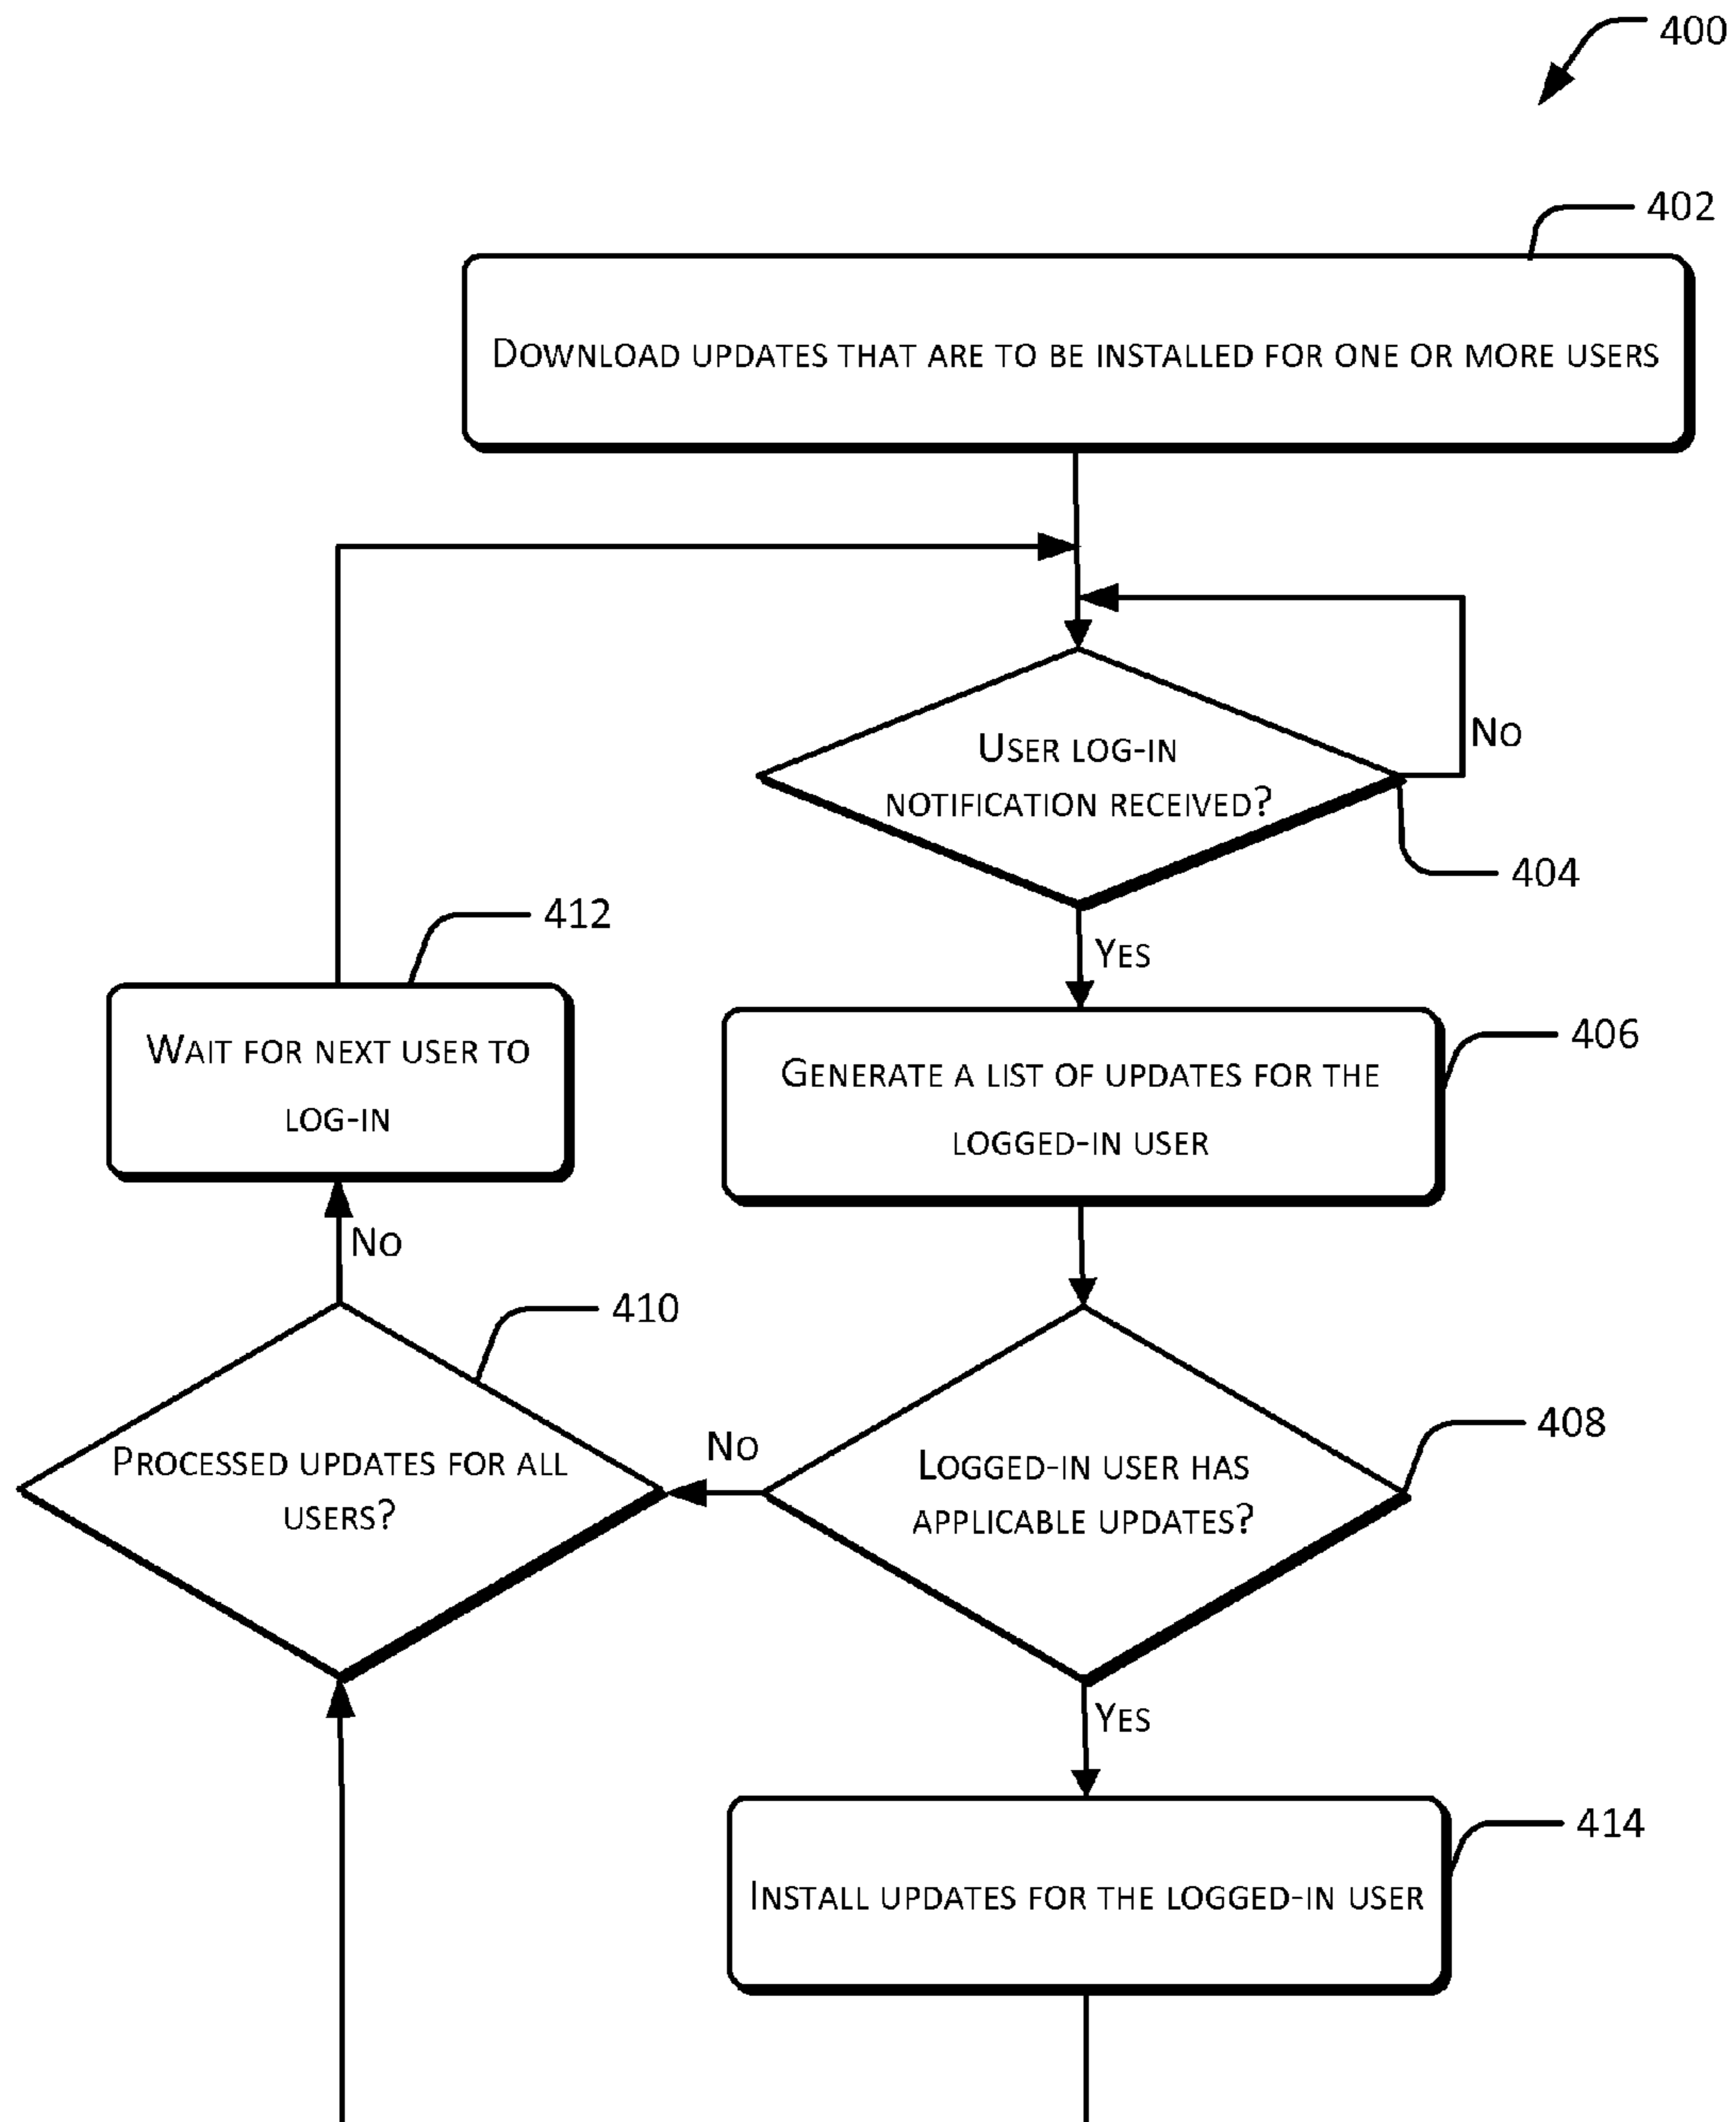 400
402
DOWNLOAD UPDATES THAT ARE TO BE INSTALLED FOR ONE OR MORE USERS
USER LOG-IN
NOTIFICATION RECEIVED?
NO
404
YES
412
WAIT FOR NEXT USER TO
LOG-IN
406
GENERATE A LIST OF UPDATES FOR THE
LOGGED-IN USER
NO
410
PROCESSED UPDATES FOR ALL
USERS?
NO
408
LOGGED-IN USER HAS
APPLICABLE UPDATES?
YES
414
INSTALL UPDATES FOR THE LOGGED-IN USER